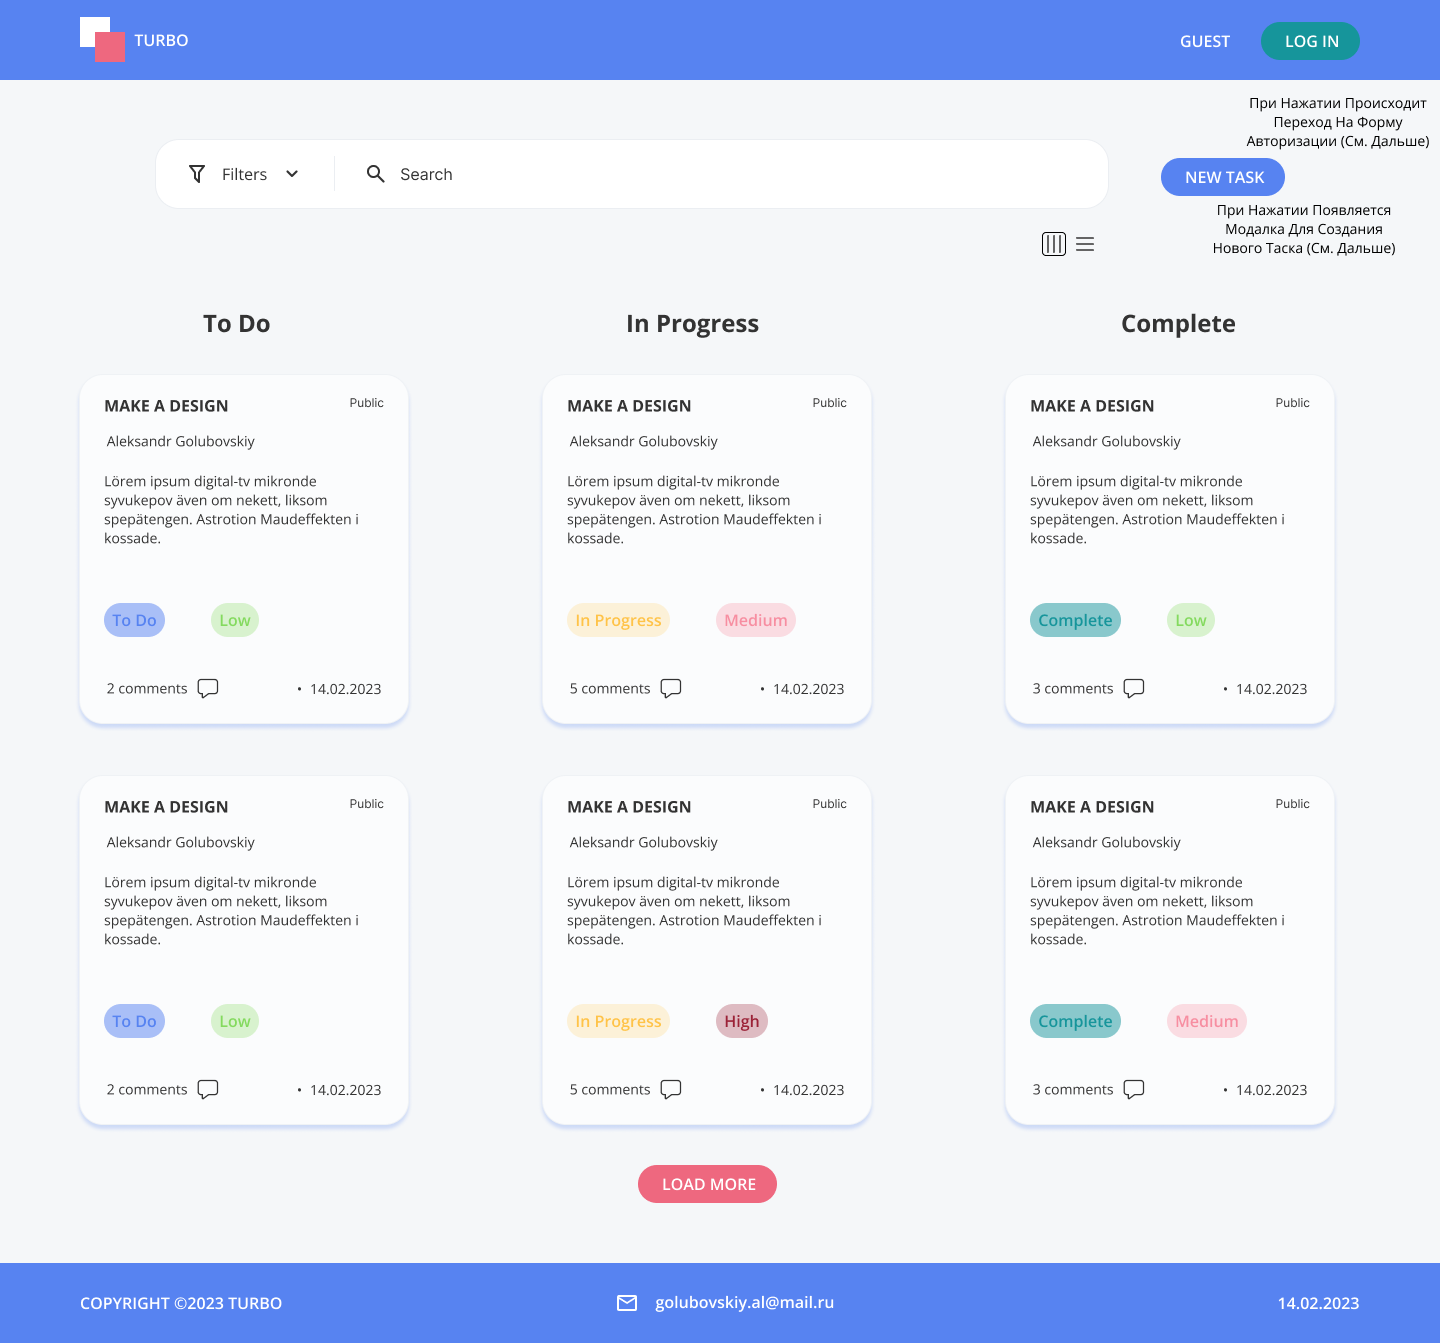 TURBO
GUEST
LOG IN
При Нажатии Происходит
Переход На Форму
Авторизации (См. Дальше)
Filters
Search
NEW TASK
При Нажатии Появляется
Модалка Для Создания
Нового Таска (См. Дальше)
To Do
In Progress
Complete
MAKE A DESIGN
Public
Aleksandr Golubovskiy
Lörem ipsum digital-tv mikronde
syvukepov även om nekett, liksom
spepätengen. Astrotion Maudeffekten i
kossade.
To Do
Low
2 comments
• 14.02.2023
MAKE A DESIGN
Public
Aleksandr Golubovskiy
Lörem ipsum digital-tv mikronde
syvukepov även om nekett, liksom
spepätengen. Astrotion Maudeffekten i
kossade.
In Progress
Medium
5 comments
• 14.02.2023
MAKE A DESIGN
Public
Aleksandr Golubovskiy
Lörem ipsum digital-tv mikronde
syvukepov även om nekett, liksom
spepätengen. Astrotion Maudeffekten i
kossade.
Complete
Low
3 comments
• 14.02.2023
MAKE A DESIGN
Public
Aleksandr Golubovskiy
Lörem ipsum digital-tv mikronde
syvukepov även om nekett, liksom
spepätengen. Astrotion Maudeffekten i
kossade.
To Do
Low
2 comments
• 14.02.2023
MAKE A DESIGN
Public
Aleksandr Golubovskiy
Lörem ipsum digital-tv mikronde
syvukepov även om nekett, liksom
spepätengen. Astrotion Maudeffekten i
kossade.
In Progress
High
5 comments
• 14.02.2023
MAKE A DESIGN
Public
Aleksandr Golubovskiy
Lörem ipsum digital-tv mikronde
syvukepov även om nekett, liksom
spepätengen. Astrotion Maudeffekten i
kossade.
Complete
Medium
3 comments
• 14.02.2023
LOAD MORE
COPYRIGHT ©2023 TURBO
golubovskiy.al@mail.ru
14.02.2023